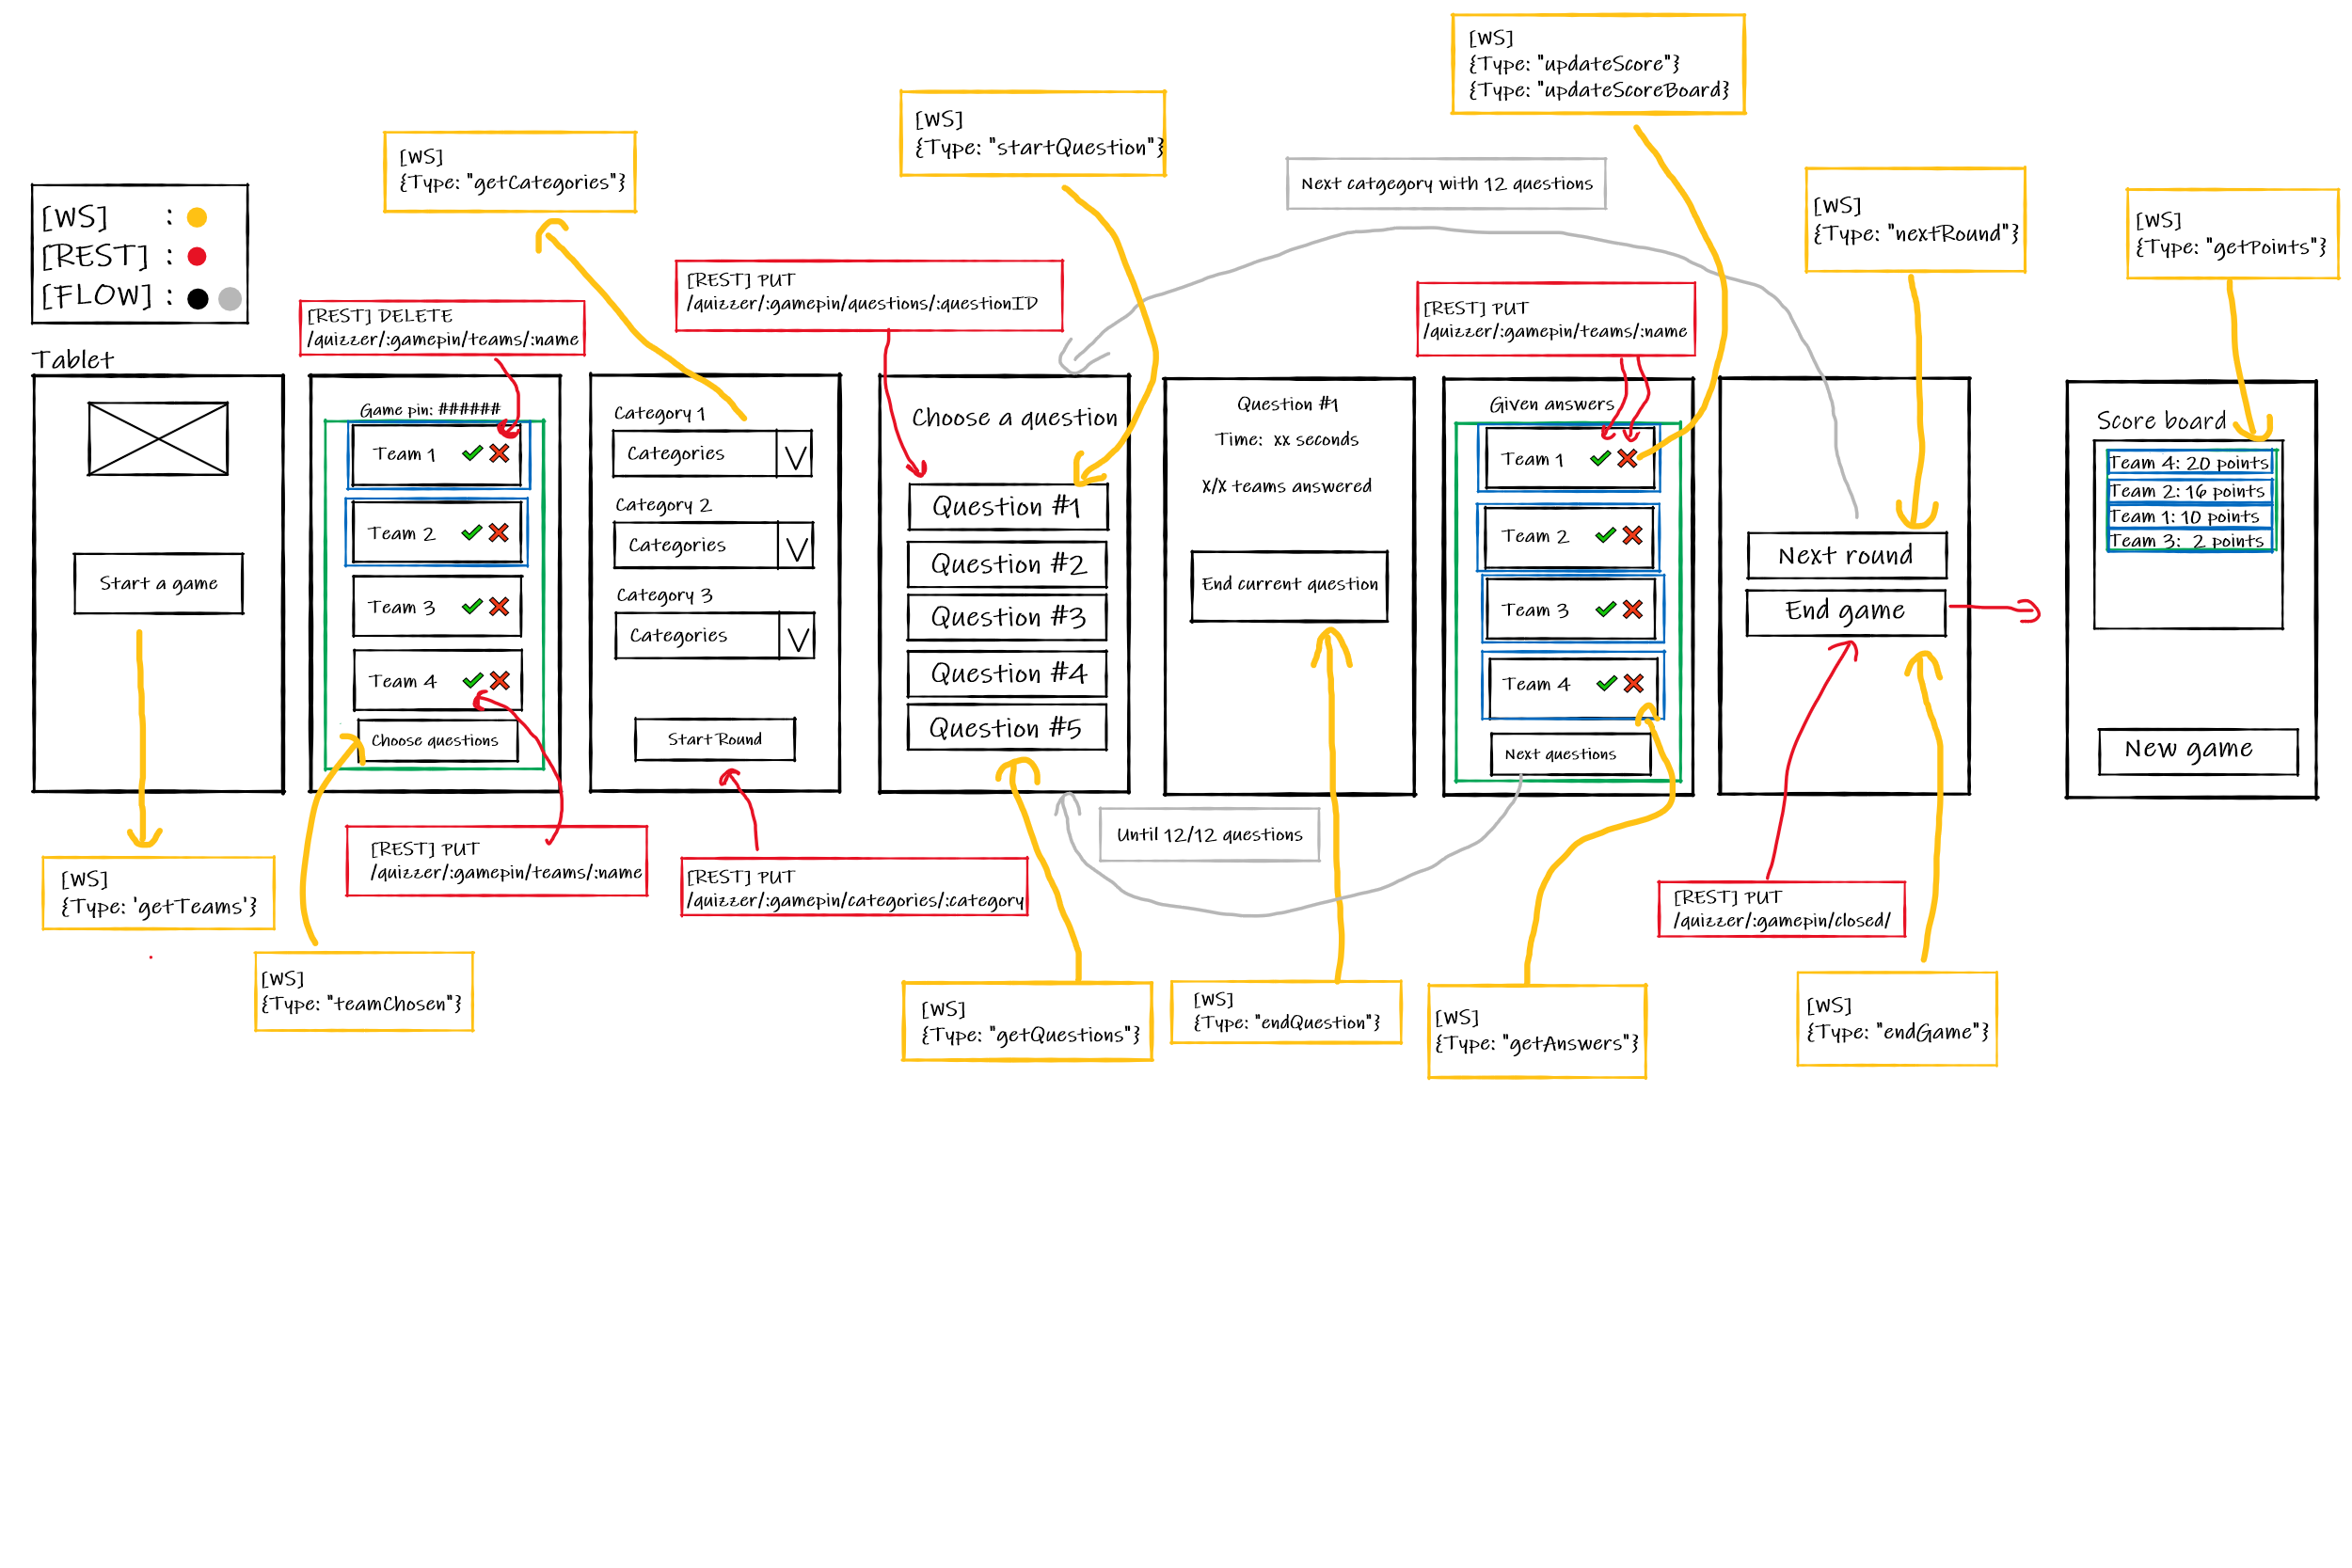 [WS] :
[REST] :
[FLOW] :
Tablet
Start a game
[WS]
{Type: 'getTeams'}
[REST] DELETE
/quizzer/:gamepin/teams/:name
Game pin: ######
Team 1
Team 2
Team 3
Team 4
Choose questions
[WS]
{Type: "teamChosen"}
[REST] PUT
/quizzer/:gamepin/teams/:name
[WS]
{Type: "getCategories"}
Category 1
Categories
Category 2
Categories
Category 3
Categories
Start Round
[REST] PUT
/quizzer/:gamepin/categories/:category
[REST] PUT
/quizzer/:gamepin/questions/:questionID
[WS]
{Type: "startQuestion"}
Choose a question
Question #1
Question #2
Question #3
Question #4
Question #5
[WS]
{Type: "getQuestions"}
Next catgegory with 12 questions
Until 12/12 questions
Question #1
Time: xx seconds
X/X teams answered
End current question
[WS]
{Type: "endQuestion"}
[WS]
{Type: "updateScore"}
{Type: "updateScoreBoard}
[REST] PUT
/quizzer/:gamepin/teams/:name
Given answers
Team 1
Team 2
Team 3
Team 4
Next questions
[WS]
{Type: "getAnswers"}
[WS]
{Type: "nextRound"}
Next round
End game
[REST] PUT
/quizzer/:gamepin/closed/
[WS]
{Type: "endGame"}
[WS]
{Type: "getPoints"}
Score board
Team 4: 20 points
Team 2: 16 points
Team 1: 10 points
Team 3: 2 points
New game